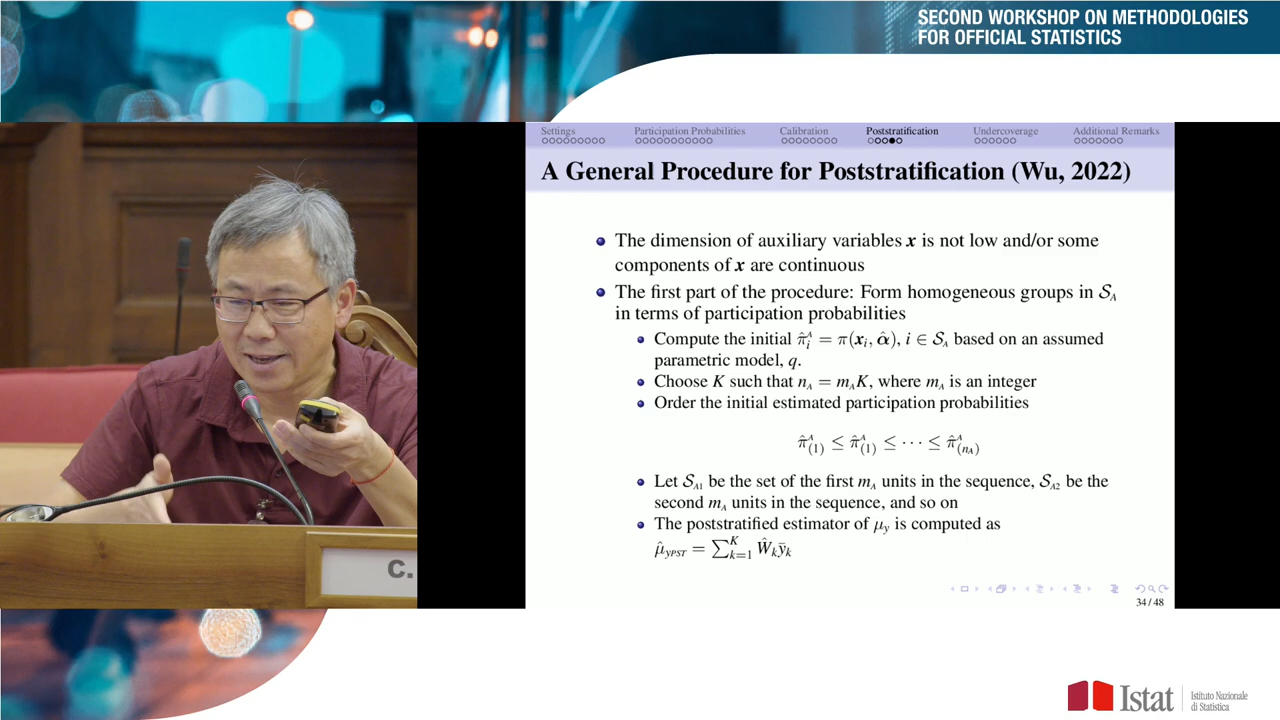 SECOND WORKSHOP ON METHODOLOGIES
FOR OFFICIAL STATISTICS
Settings Participation Probabilities Calibration Poststratification Undercoverage Additional Remarks
A General Procedure for Poststratification (Wu, 2022)
The dimension of auxiliary variables x is not low and/or some
components of x are continuous
The first part of the procedure: Form homogeneous groups in 𝒮_A
in terms of participation probabilities
Compute the initial π̂_i^A = π(x_i, α̂), i ∈ 𝒮_A based on an assumed
parametric model, q.
Choose K such that n_A = m_A K, where m_A is an integer
Order the initial estimated participation probabilities
π̂_(1)^A ≤ π̂_(1)^A ≤ ··· ≤ π̂_(n_A)^A
Let 𝒮_A1 be the set of the first m_A units in the sequence, 𝒮_A2 be the
second m_A units in the sequence, and so on
The poststratified estimator of μ_y is computed as
μ̂_yPST = ∑_{k=1}^K Ŵ_k ȳ_k
34 / 48
C.
Istat
Istituto Nazionale
di Statistica